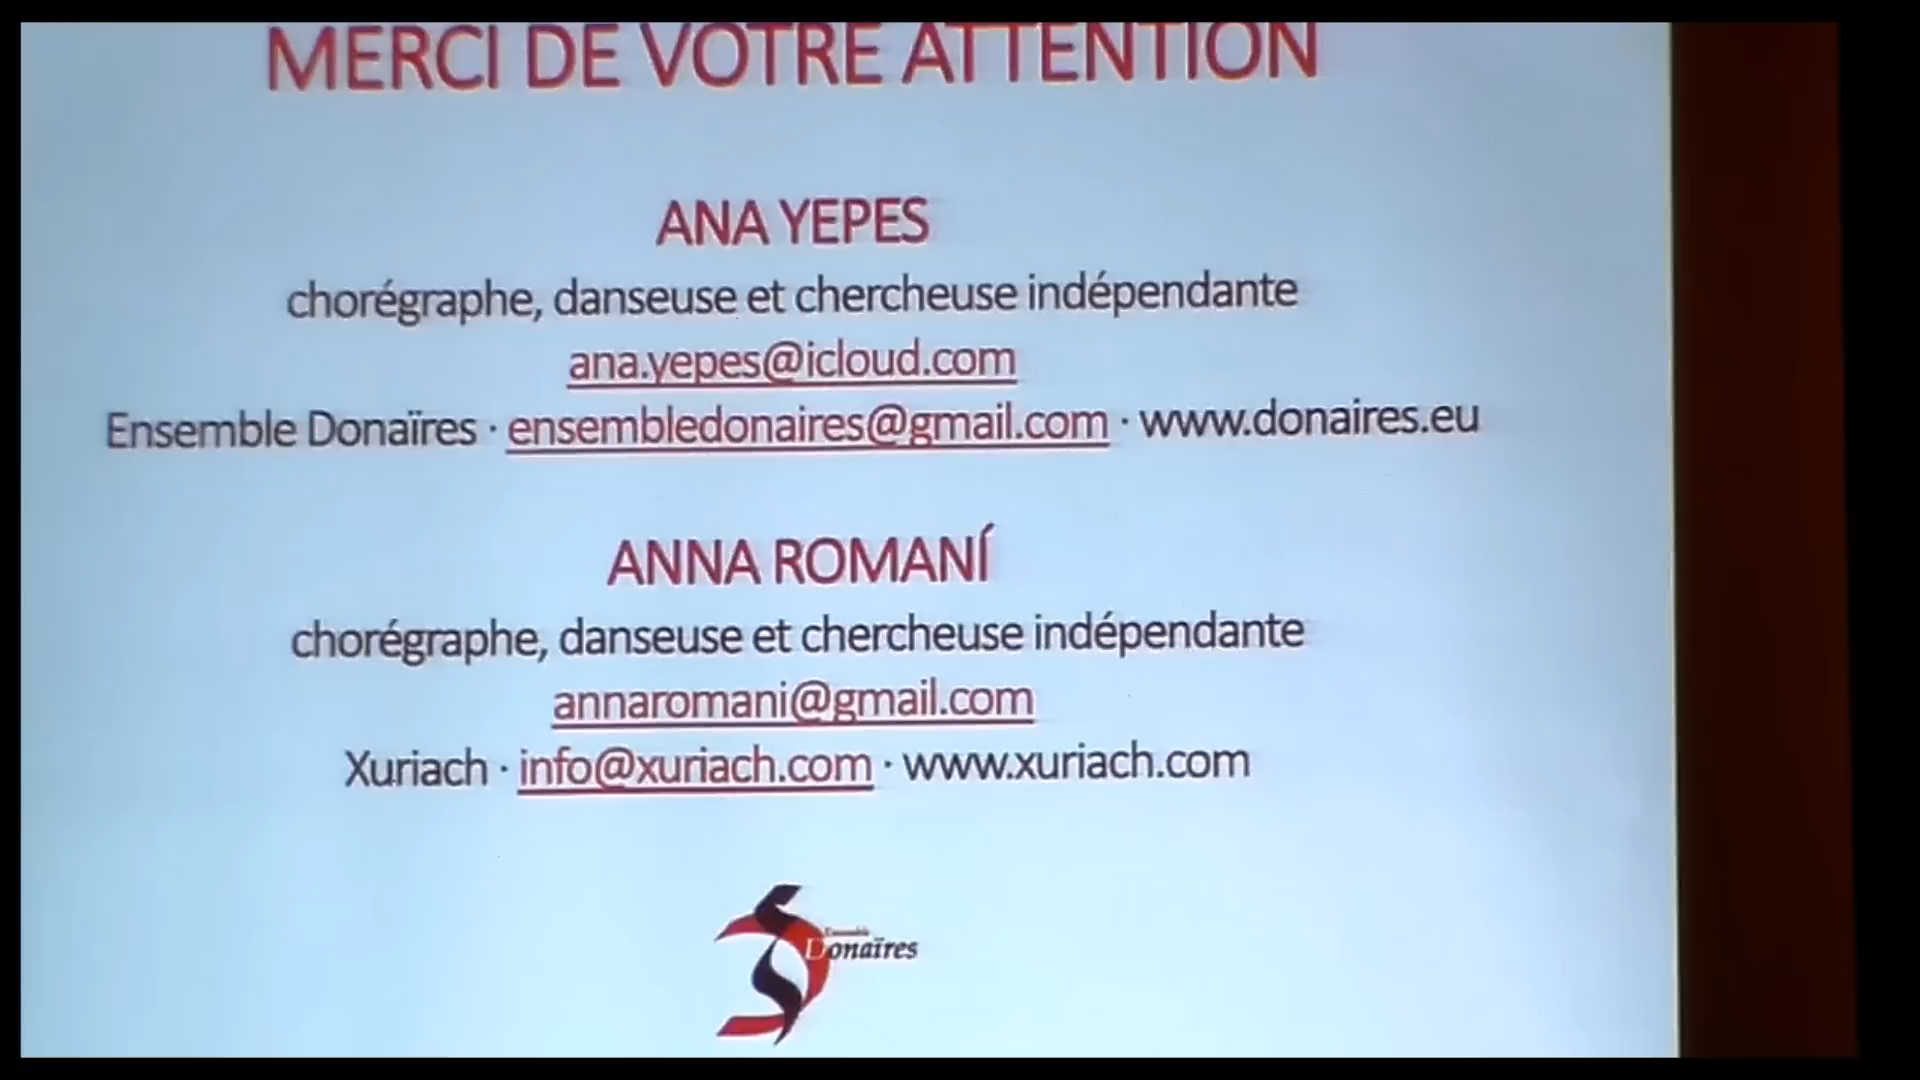 MERCI DE VOTRE ATTENTION
ANA YEPES
chorégraphe, danseuse et chercheuse indépendante
ana.yepes@icloud.com
Ensemble Donaïres · ensembledonaires@gmail.com · www.donaires.eu
ANNA ROMANÍ
chorégraphe, danseuse et chercheuse indépendante
annaromani@gmail.com
Xuriach · info@xuriach.com · www.xuriach.com
Ensemble
Donaïres